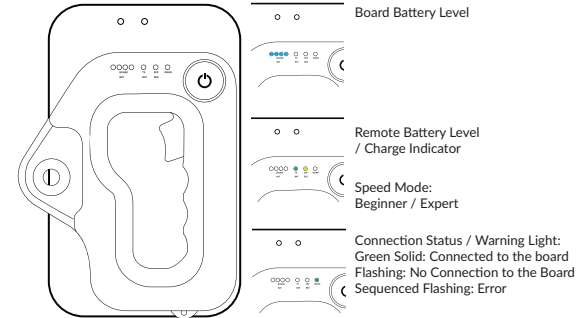 Board Battery Level
Remote Battery Level
/ Charge Indicator
Speed Mode:
Beginner / Expert
Connection Status / Warning Light:
Green Solid: Connected to the board
Flashing: No Connection to the Board
Sequenced Flashing: Error